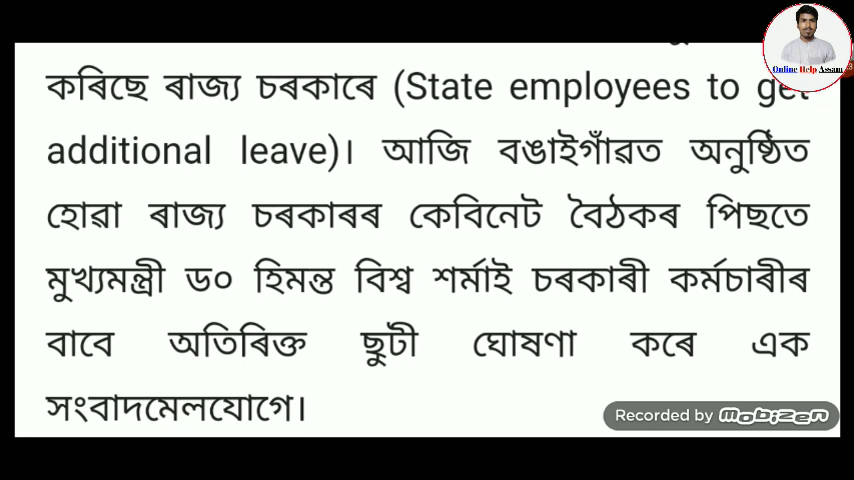 কৰিছে ৰাজ্য চৰকাৰে (State employees to get
additional leave)। আজি বঙাইগাঁৱত অনুষ্ঠিত
হোৱা ৰাজ্য চৰকাৰৰ কেবিনেট বৈঠকৰ পিছতে
মুখ্যমন্ত্ৰী ড০ হিমন্ত বিশ্ব শৰ্মাই চৰকাৰী কৰ্মচাৰীৰ
বাবে অতিৰিক্ত ছুটী ঘোষণা কৰে এক
সংবাদমেলযোগে।
Online Help Assam
Recorded by mobizen